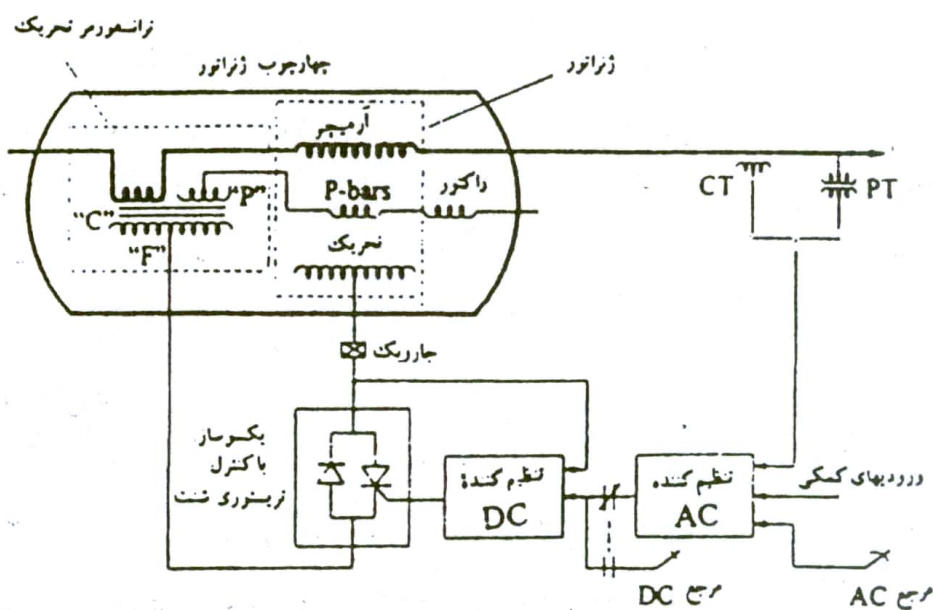 ترانسفورمر تحریک
چهارچوب ژنراتور
ژنراتور
آرمیچر
"P"
P-bars
راکتور
"C"
"F"
تحریک
CT
PT
جاروبک
یکسوساز
با کنترل
تریستوری شنت
تنظیم کنندۀ
DC
تنظیم کننده
AC
ورودیهای کمکی
مرجع DC
مرجع AC